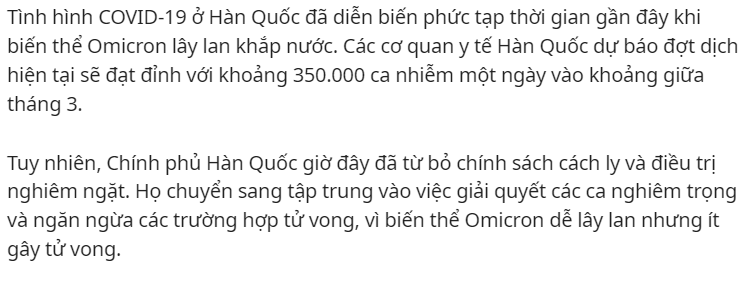 Tình hình COVID-19 ở Hàn Quốc đã diễn biến phức tạp thời gian gần đây khi
biến thể Omicron lây lan khắp nước. Các cơ quan y tế Hàn Quốc dự báo đợt dịch
hiện tại sẽ đạt đỉnh với khoảng 350.000 ca nhiễm một ngày vào khoảng giữa
tháng 3.
Tuy nhiên, Chính phủ Hàn Quốc giờ đây đã từ bỏ chính sách cách ly và điều trị
nghiêm ngặt. Họ chuyển sang tập trung vào việc giải quyết các ca nghiêm trọng
và ngăn ngừa các trường hợp tử vong, vì biến thể Omicron dễ lây lan nhưng ít
gây tử vong.